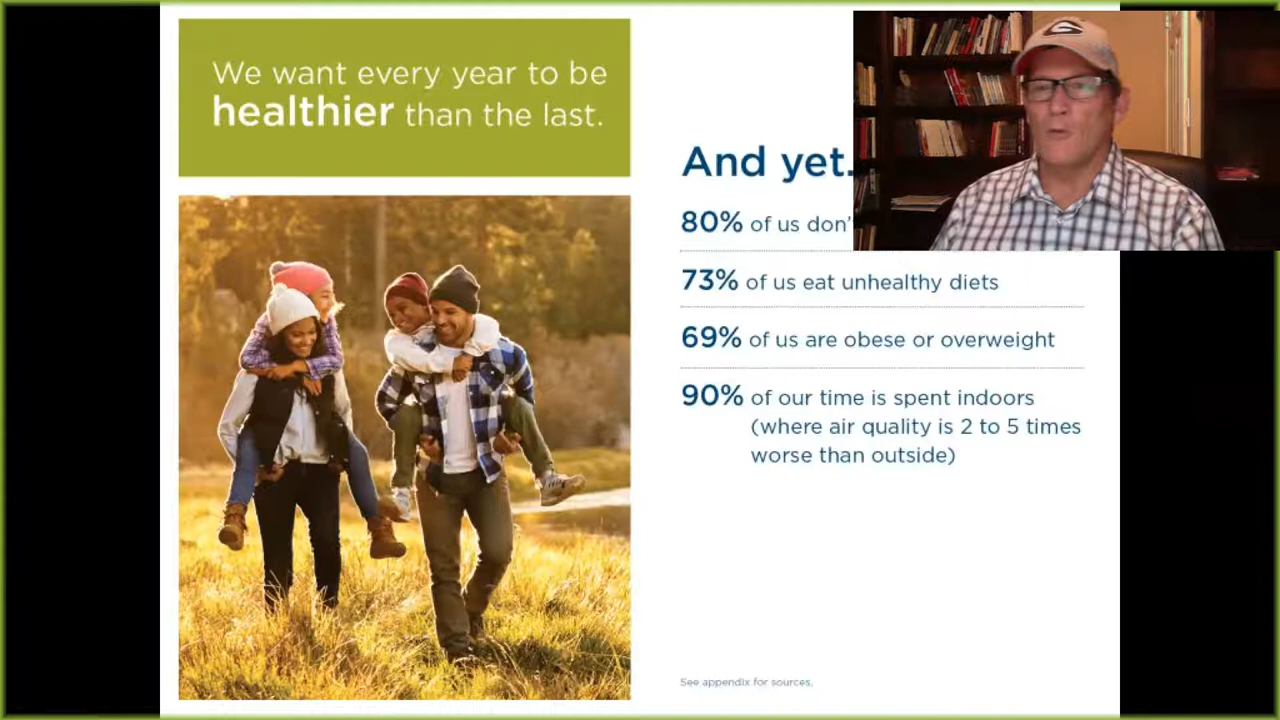 We want every year to be
healthier than the last.
And yet.
80% of us don’
73% of us eat unhealthy diets
69% of us are obese or overweight
90% of our time is spent indoors
(where air quality is 2 to 5 times
worse than outside)
See appendix for sources.